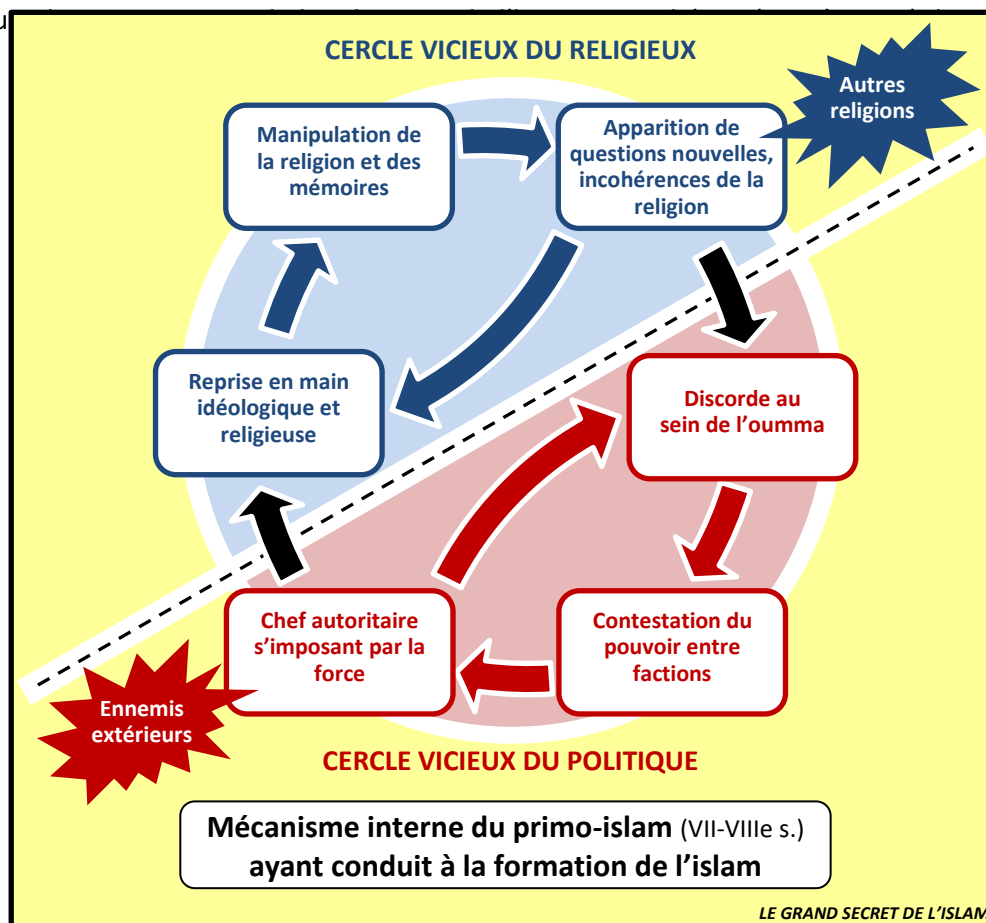 CERCLE VICIEUX DU RELIGIEUX
Autres
religions
Manipulation de
la religion et des
mémoires
Apparition de
questions nouvelles,
incohérences de la
religion
Reprise en main
idéologique et
religieuse
Discorde au
sein de l’oumma
Chef autoritaire
s’imposant par la
force
Contestation du
pouvoir entre
factions
Ennemis
extérieurs
CERCLE VICIEUX DU POLITIQUE
Mécanisme interne du primo-islam (VII-VIIIe s.)
ayant conduit à la formation de l’islam
LE GRAND SECRET DE L’ISLAM